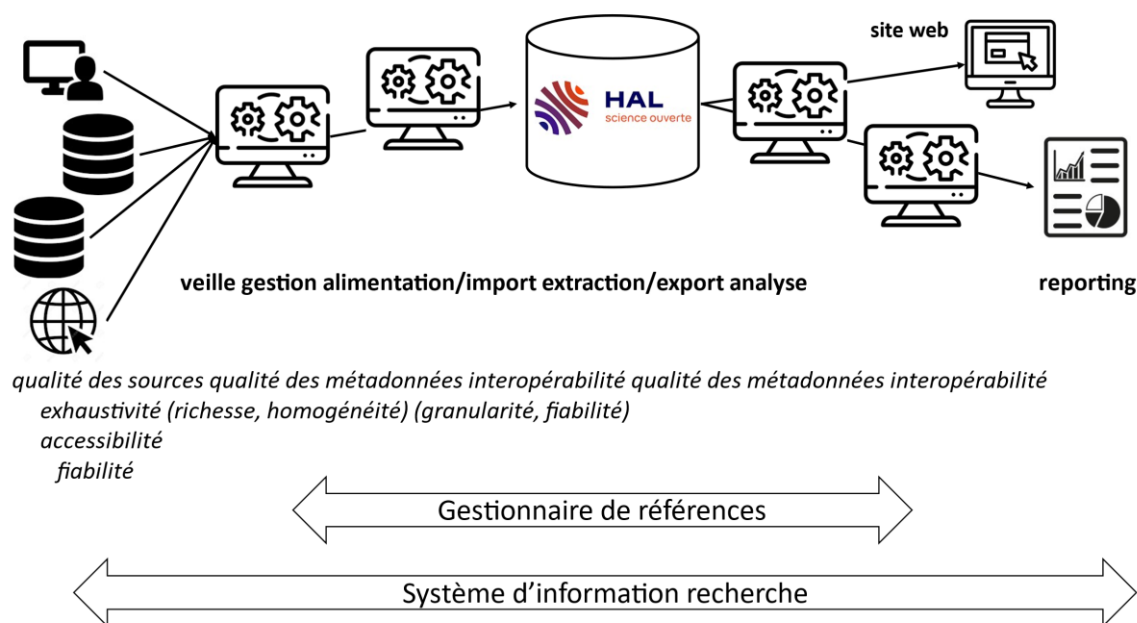 site web
HAL
science ouverte
veille gestion alimentation/import extraction/export analyse
reporting
qualité des sources qualité des métadonnées interopérabilité qualité des métadonnées interopérabilité
exhaustivité (richesse, homogénéité) (granularité, fiabilité)
accessibilité
fiabilité
Gestionnaire de références
Système d’information recherche